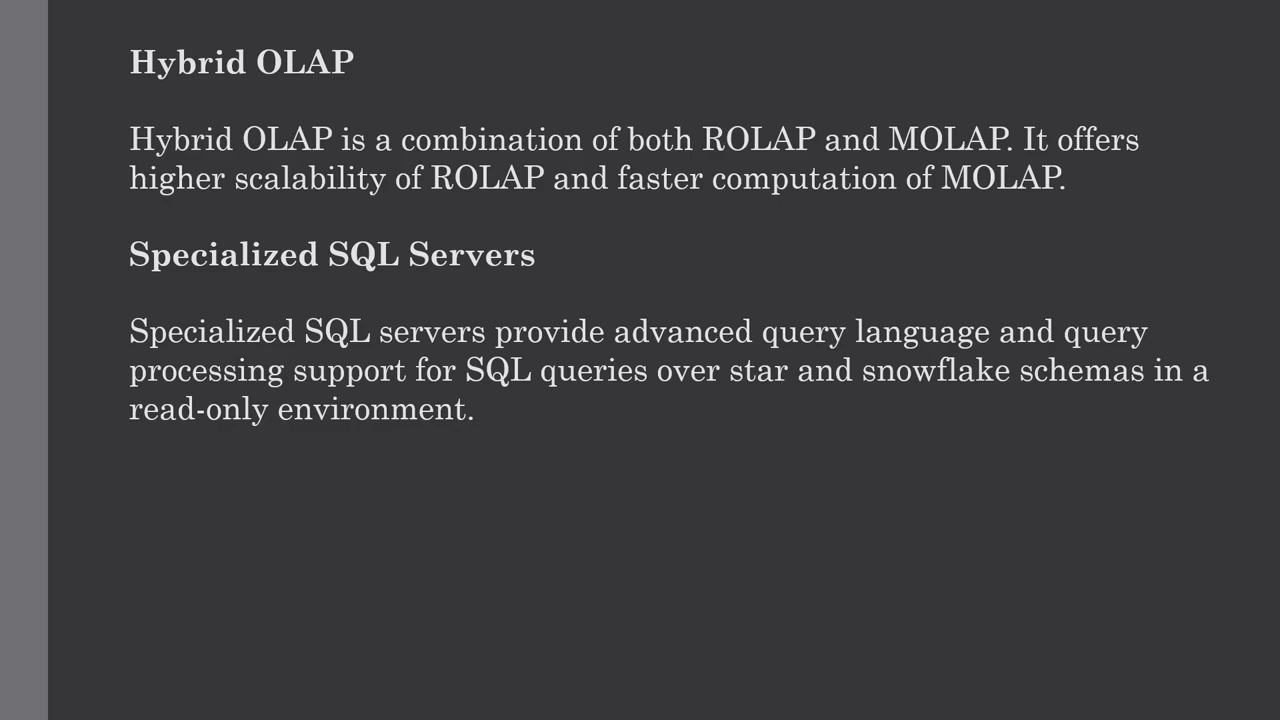 Hybrid OLAP
Hybrid OLAP is a combination of both ROLAP and MOLAP. It offers
higher scalability of ROLAP and faster computation of MOLAP.
Specialized SQL Servers
Specialized SQL servers provide advanced query language and query
processing support for SQL queries over star and snowflake schemas in a
read-only environment.